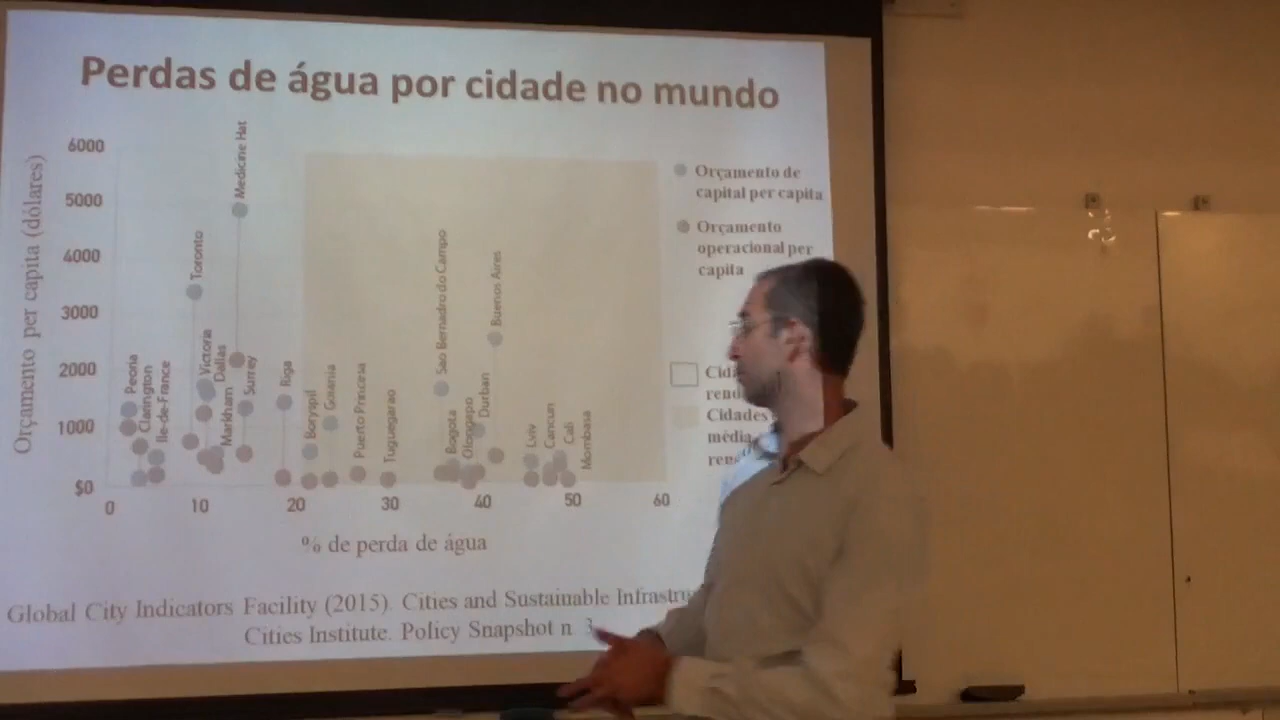 Perdas de água por cidade no mundo
Orçamento per capita (dólares)
6000
5000
4000
3000
2000
1000
$0
0
10
20
30
40
50
60
% de perda de água
Peoria
Clarington
Ile-de-France
Toronto
Victoria
Dallas
Markham
Medicine Hat
Surrey
Riga
Boryspil
Goiania
Puerto Princesa
Tuguegarao
Sao Bernadro do Campo
Bogota
Olongapo
Durban
Buenos Aires
Lviv
Cancun
Cali
Mombasa
Orçamento de
capital per capita
Orçamento
operacional per
capita
Cidades
média
Global City Indicators Facility (2015). Cities and Sustainable
Cities Institute. Policy Snapshot n. 3